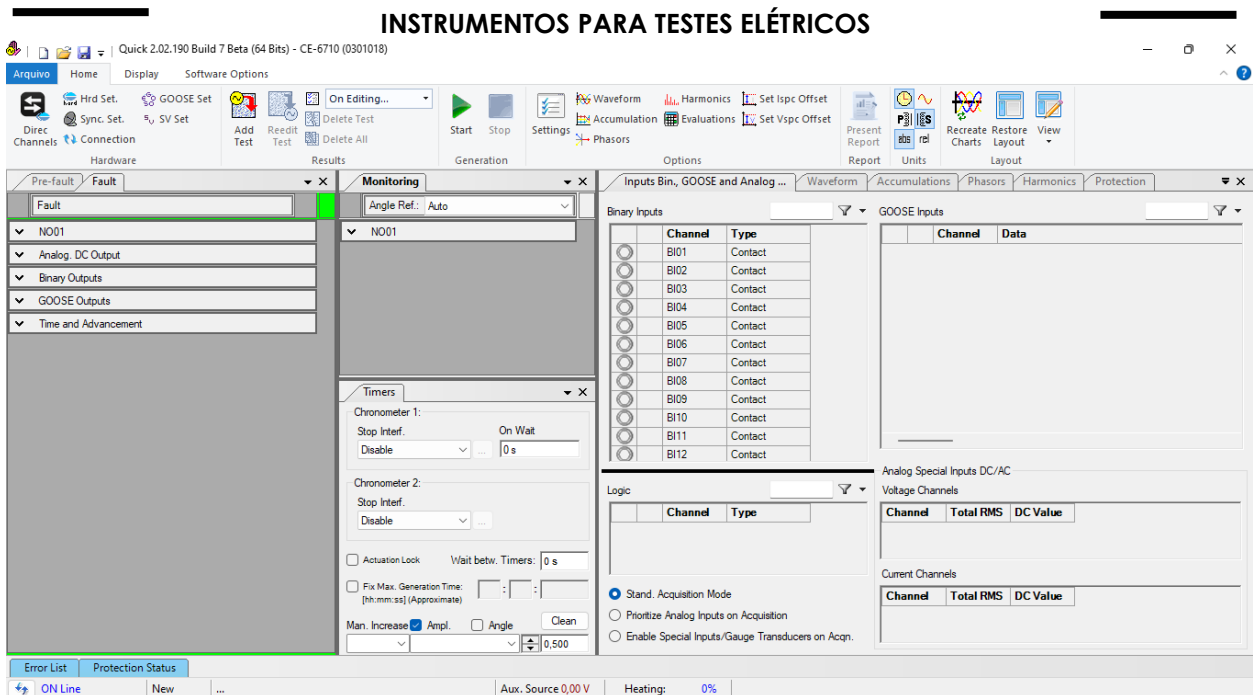 INSTRUMENTOS PARA TESTES ELÉTRICOS
Quick 2.02.190 Build 7 Beta (64 Bits) - CE-6710 (0301018)
Arquivo Home Display Software Options
Direc Channels
Hrd Set. GOOSE Set
Sync. Set. SV Set
Connection
Hardware
Add Test
Reedit Test
On Editing...
Delete Test
Delete All
Results
Start Stop
Generation
Settings
Waveform Harmonics Set Ispc Offset
Accumulation Evaluations Set Vspc Offset
Phasors
Options
Present Report
Report
abs rel
Units
Recreate Charts
Restore Layout
View
Layout
Pre-fault Fault
Fault
NO01
Analog. DC Output
Binary Outputs
GOOSE Outputs
Time and Advancement
Monitoring
Angle Ref.: Auto
NO01
Timers
Chronometer 1:
Stop Interf. On Wait
Disable ... 0 s
Chronometer 2:
Stop Interf.
Disable ...
Actuation Lock Wait betw. Timers: 0 s
Fix Max. Generation Time: : :
[hh:mm:ss] (Approximate)
Man. Increase Ampl. Angle Clean
0,500
Inputs Bin., GOOSE and Analog ... Waveform Accumulations Phasors Harmonics Protection
Binary Inputs
Channel Type
BI01 Contact
BI02 Contact
BI03 Contact
BI04 Contact
BI05 Contact
BI06 Contact
BI07 Contact
BI08 Contact
BI09 Contact
BI10 Contact
BI11 Contact
BI12 Contact
Logic
Channel Type
Stand. Acquisition Mode
Prioritize Analog Inputs on Acquisition
Enable Special Inputs/Gauge Transducers on Acqn.
GOOSE Inputs
Channel Data
Analog Special Inputs DC/AC
Voltage Channels
Channel Total RMS DC Value
Current Channels
Channel Total RMS DC Value
Error List Protection Status
ON Line New ... Aux. Source 0,00 V Heating: 0%